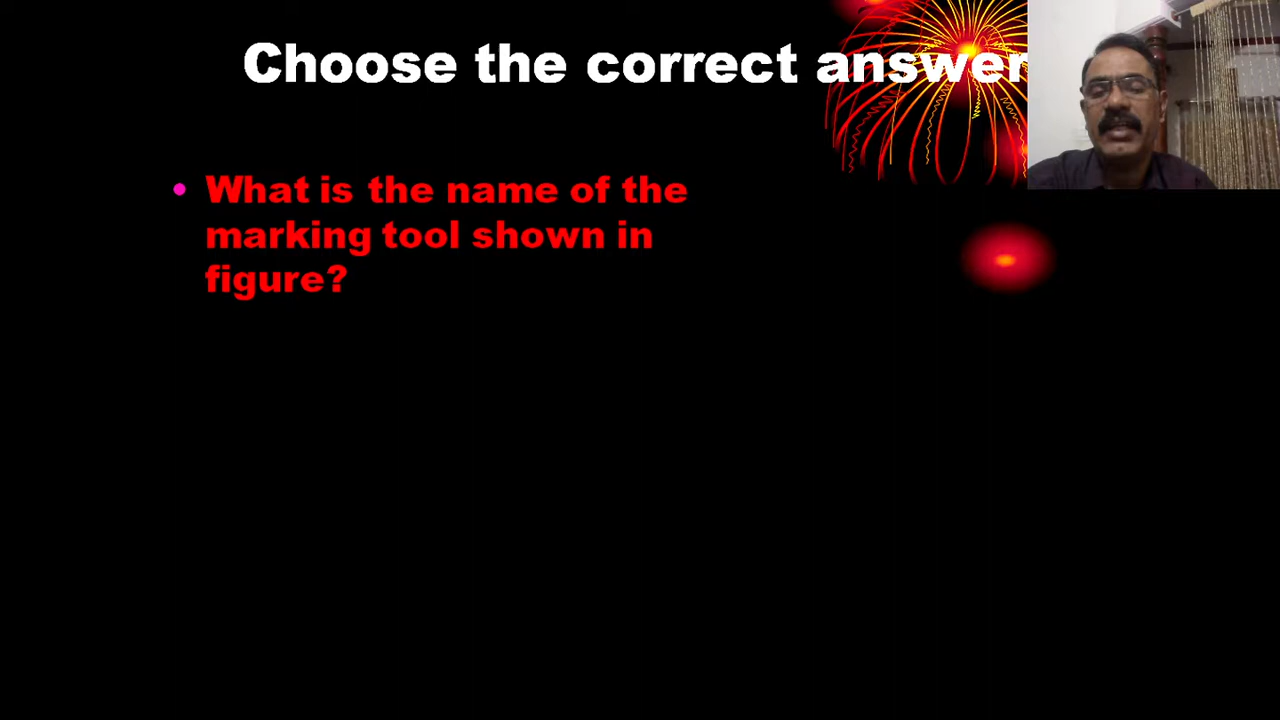 Choose the correct answer
• What is the name of the
marking tool shown in
figure?